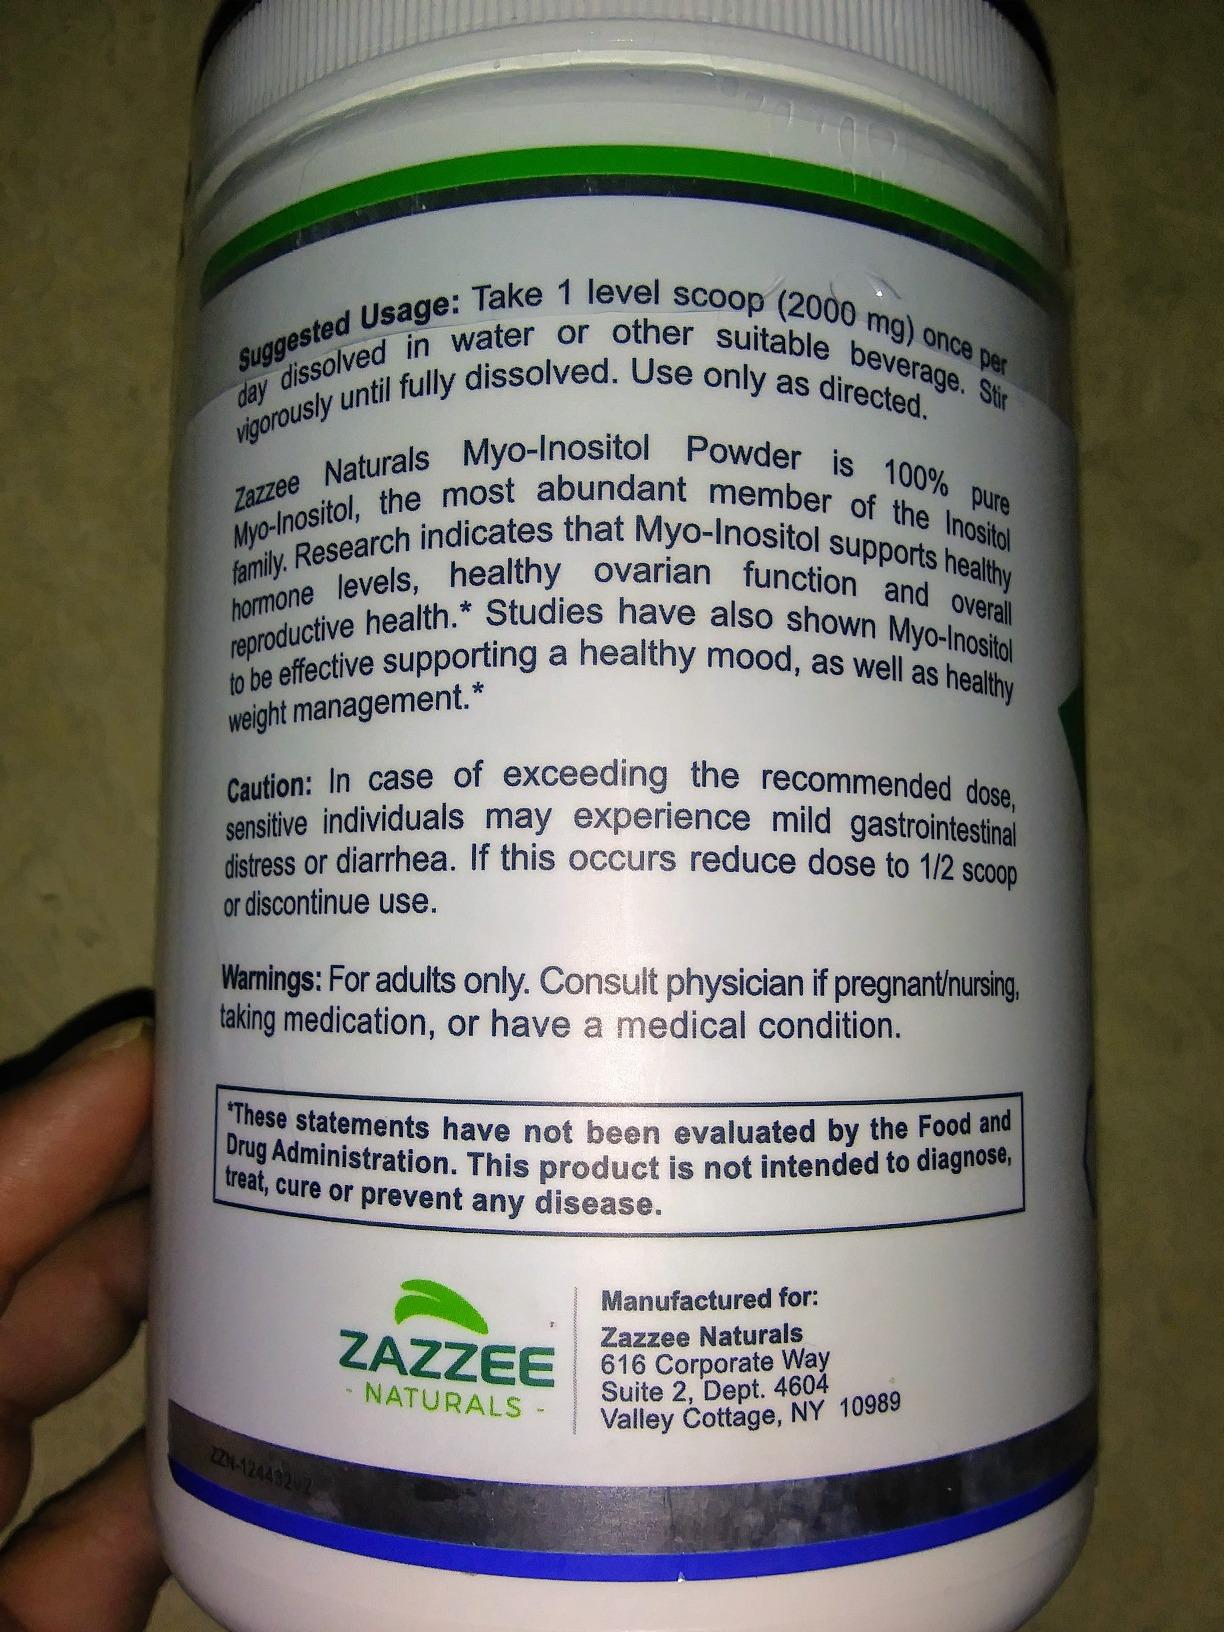 Suggested Usage: Take 1 level scoop (2000 mg) once per
day dissolved in water or other suitable beverage. Stir
vigorously until fully dissolved. Use only as directed.
Zazzee Naturals Myo-Inositol Powder is 100% pure
Myo-Inositol, the most abundant member of the Inositol
family. Research indicates that Myo-Inositol supports healthy
hormone levels, healthy ovarian function and overall
reproductive health.* Studies have also shown Myo-Inositol
to be effective supporting a healthy mood, as well as healthy
weight management.*
Caution: In case of exceeding the recommended dose,
sensitive individuals may experience mild gastrointestinal
distress or diarrhea. If this occurs reduce dose to 1/2 scoop
or discontinue use.
Warnings: For adults only. Consult physician if pregnant/nursing,
taking medication, or have a medical condition.
*These statements have not been evaluated by the Food and
Drug Administration. This product is not intended to diagnose,
treat, cure or prevent any disease.
ZAZZEE
- NATURALS -
Manufactured for:
Zazzee Naturals
616 Corporate Way
Suite 2, Dept. 4604
Valley Cottage, NY 10989
ZZN-124432v2